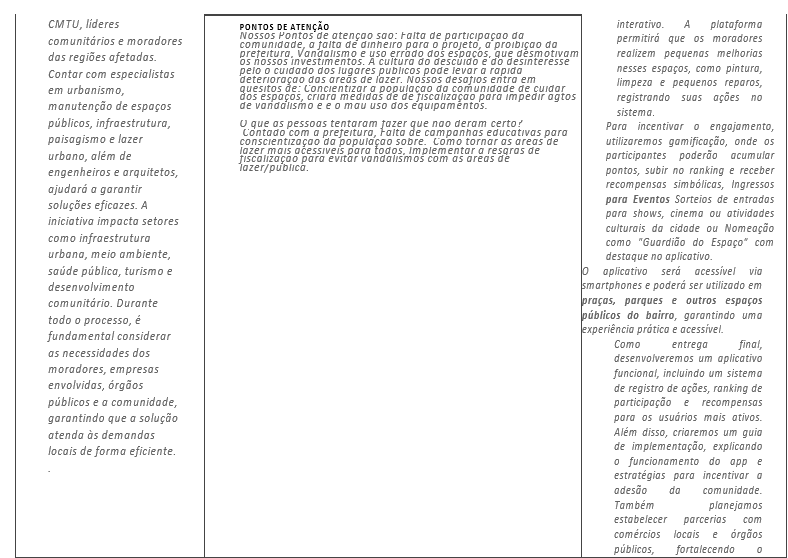 CMTU, líderes
comunitários e moradores
das regiões afetadas.
Contar com especialistas
em urbanismo,
manutenção de espaços
públicos, infraestrutura,
paisagismo e lazer
urbano, além de
engenheiros e arquitetos,
ajudará a garantir
soluções eficazes. A
iniciativa impacta setores
como infraestrutura
urbana, meio ambiente,
saúde pública, turismo e
desenvolvimento
comunitário. Durante
todo o processo, é
fundamental considerar
as necessidades dos
moradores, empresas
envolvidas, órgãos
públicos e a comunidade,
garantindo que a solução
atenda às demandas
locais de forma eficiente.
.
PONTOS DE ATENÇÃO
Nossos Pontos de atenção são: Falta de participação da
comunidade, a falta de dinheiro para o projeto, a proibição da
prefeitura, Vandalismo e uso errado dos espaços, que desmotivam
os nossos investimentos. A cultura do descuido e do desinteresse
pelo o cuidado dos lugares públicos pode levar a rápida
deterioração das áreas de lazer. Nossos desafios entra em
quesitos de: Concientizar a população da comunidade de cuidar
dos espaços, criara medidas de de fiscalização para impedir agtos
de vandalismo e e o mau uso dos equipamentos.
O que as pessoas tentaram fazer que não deram certo?
Contado com a prefeitura, Falta de campanhas educativas para
conscientização da população sobre. Como tornar as áreas de
lazer mais acessíveis para todos, Implementar a resgras de
fiscalização para evitar vandalismos com as áreas de
lazer/pública.
interativo. A plataforma
permitirá que os moradores
realizem pequenas melhorias
nesses espaços, como pintura,
limpeza e pequenos reparos,
registrando suas ações no
sistema.
Para incentivar o engajamento,
utilizaremos gamificação, onde os
participantes poderão acumular
pontos, subir no ranking e receber
recompensas simbólicas, Ingressos
para Eventos Sorteios de entradas
para shows, cinema ou atividades
culturais da cidade ou Nomeação
como "Guardião do Espaço" com
destaque no aplicativo.
O aplicativo será acessível via
smartphones e poderá ser utilizado em
praças, parques e outros espaços
públicos do bairro, garantindo uma
experiência prática e acessível.
Como entrega final,
desenvolveremos um aplicativo
funcional, incluindo um sistema
de registro de ações, ranking de
participação e recompensas
para os usuários mais ativos.
Além disso, criaremos um guia
de implementação, explicando
o funcionamento do app e
estratégias para incentivar a
adesão da comunidade.
Também planejamos
estabelecer parcerias com
comércios locais e órgãos
públicos, fortalecendo o